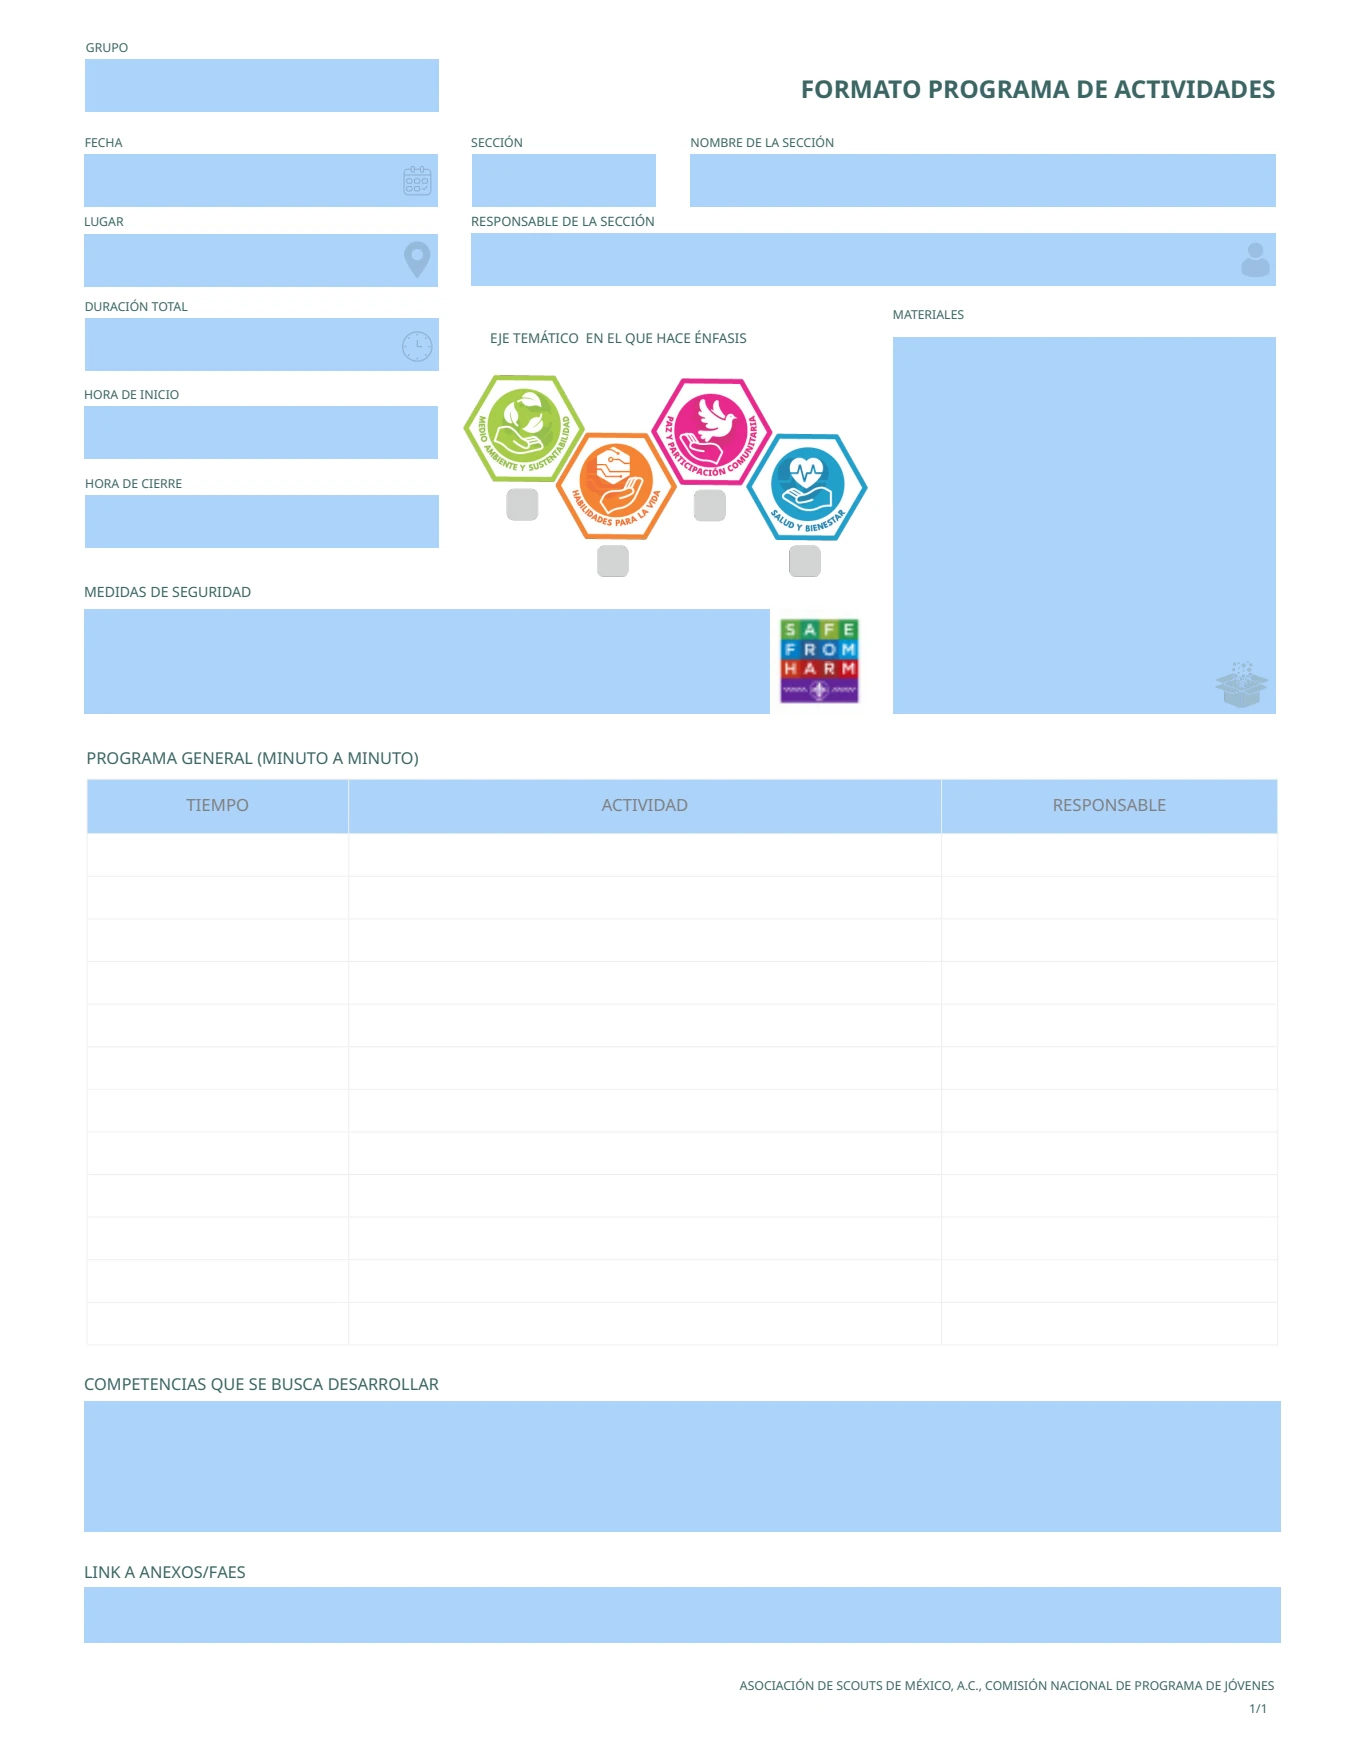 GRUPO
FORMATO PROGRAMA DE ACTIVIDADES
FECHA
SECCIÓN
NOMBRE DE LA SECCIÓN
LUGAR
RESPONSABLE DE LA SECCIÓN
DURACIÓN TOTAL
MATERIALES
EJE TEMÁTICO  EN EL QUE HACE ÉNFASIS
HORA DE INICIO
MEDIO AMBIENTE Y SUSTENTABILIDAD
PAZ Y PARTICIPACIÓN COMUNITARIA
HABILIDADES PARA LA VIDA
SALUD Y BIENESTAR
HORA DE CIERRE
MEDIDAS DE SEGURIDAD
SAFE
FROM
HARM
PROGRAMA GENERAL (MINUTO A MINUTO)
TIEMPO
ACTIVIDAD
RESPONSABLE
COMPETENCIAS QUE SE BUSCA DESARROLLAR
LINK A ANEXOS/FAES
ASOCIACIÓN DE SCOUTS DE MÉXICO, A.C., COMISIÓN NACIONAL DE PROGRAMA DE JÓVENES
1/1